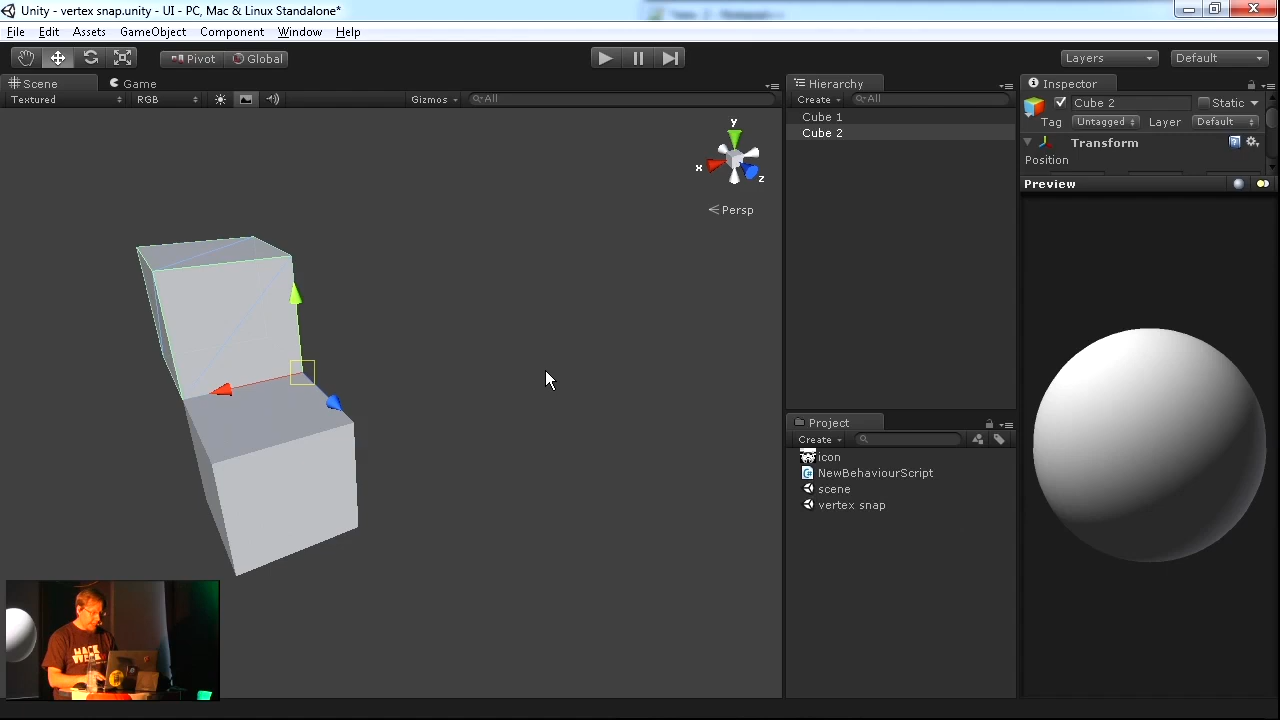 Unity - vertex snap.unity - UI - PC, Mac & Linux Standalone*
File Edit Assets GameObject Component Window Help
Pivot Global Layers Default
Scene Game
Textured RGB Gizmos All
y
x
z
Persp
Hierarchy
Create All
Cube 1
Cube 2
Project
Create
icon
NewBehaviourScript
scene
vertex snap
Inspector
Cube 2 Static
Tag Untagged Layer Default
Transform
Position
Preview
HACK
WEEK